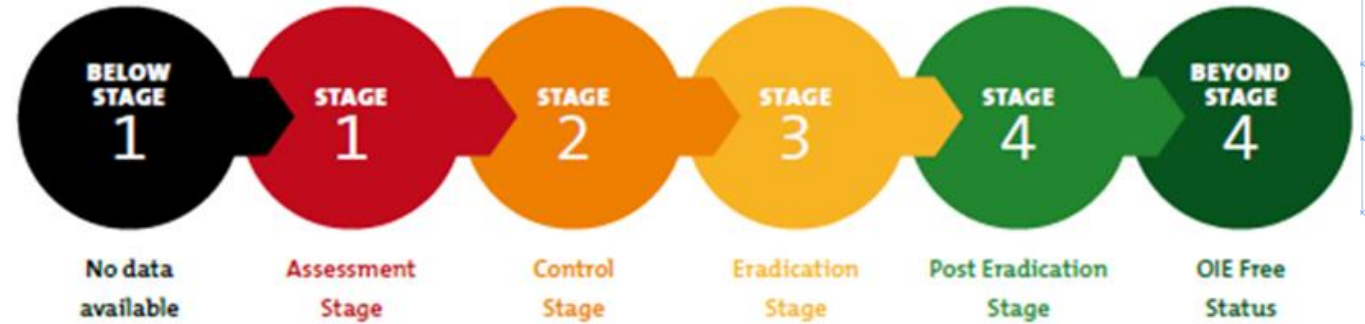 BELOW
STAGE
1
STAGE
1
STAGE
2
STAGE
3
STAGE
4
BEYOND
STAGE
4
No data
available
Assessment
Stage
Control
Stage
Eradication
Stage
Post Eradication
Stage
OIE Free
Status